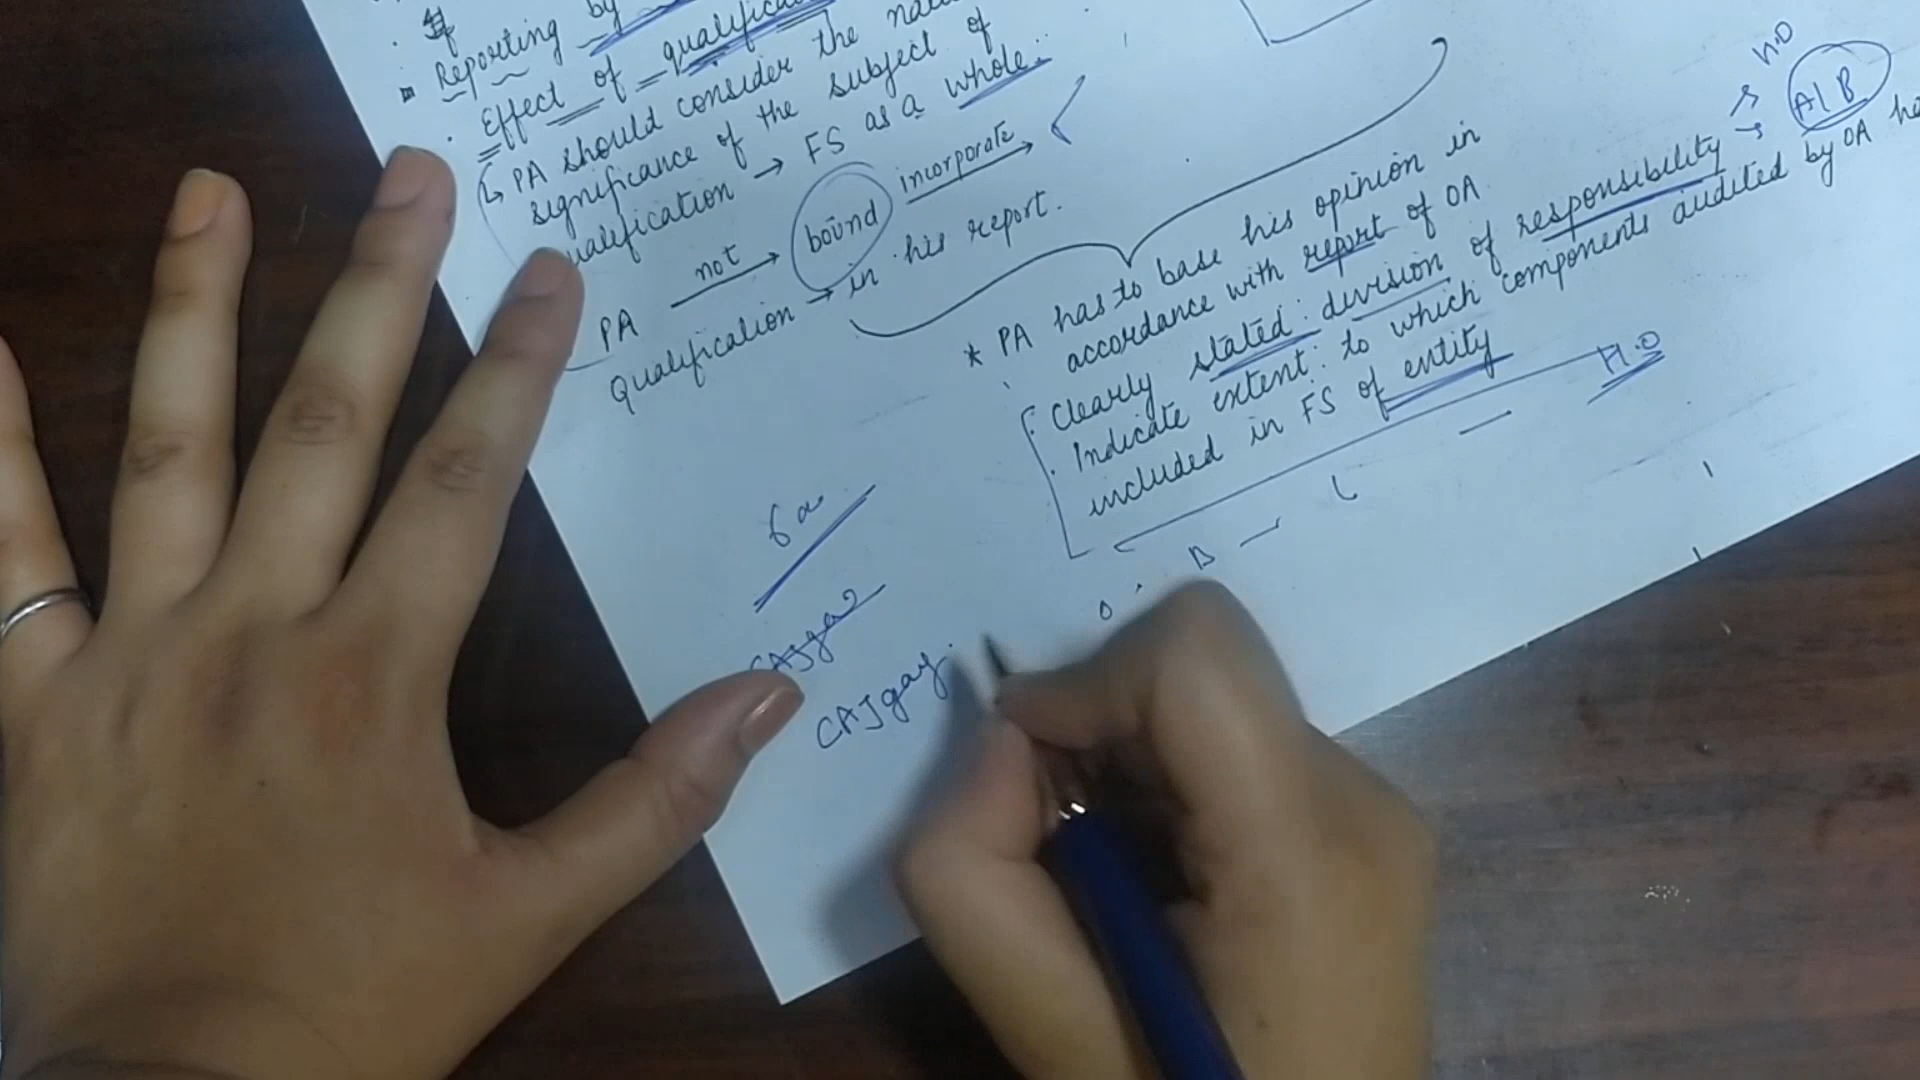 Reporting by
Effect of qualification
PA should consider the
significance of the subject of
qualification → FS as a whole.
PA not → bound incorporate →
Qualification → in his report.
H.O
A/B
* PA has to base his opinion in
accordance with report of OA
Clearly stated: division of responsibility
Indicate extent: to which components audited by OA
included in FS of entity
H.O
B
CAJgay.